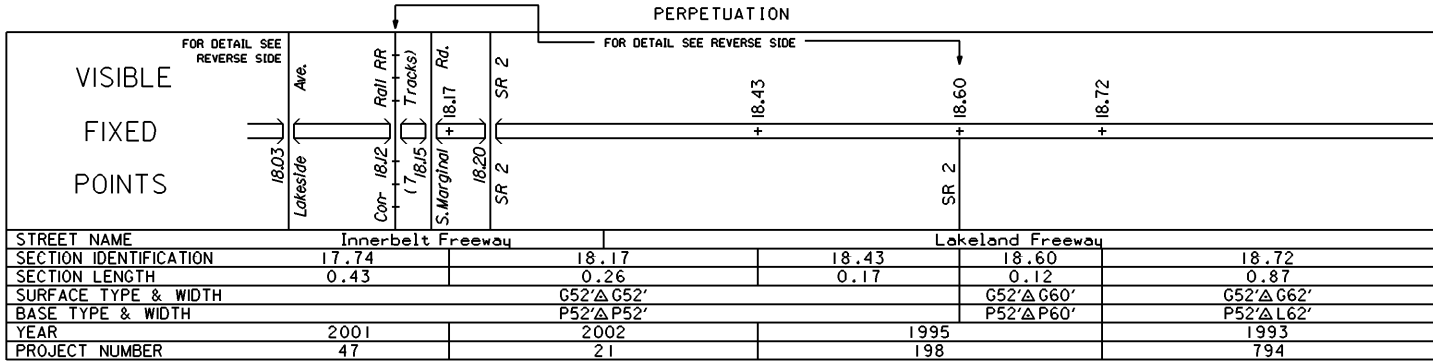 PERPETUATION
FOR DETAIL SEE
REVERSE SIDE
FOR DETAIL SEE REVERSE SIDE
VISIBLE
FIXED
POINTS
18.03
Lakeside Ave.
Con- 18.12 Rail RR
(7 18.15 Tracks)
S.Marginal Rd.
18.17
18.20
SR 2 SR 2
18.43
18.60
SR 2
18.72
STREET NAME Innerbelt Freeway Lakeland Freeway
SECTION IDENTIFICATION 17.74 18.17 18.43 18.60 18.72
SECTION LENGTH 0.43 0.26 0.17 0.12 0.87
SURFACE TYPE & WIDTH G52'△G52' G52'△G60' G52'△G62'
BASE TYPE & WIDTH P52'△P52' P52'△P60' P52'△L62'
YEAR 2001 2002 1995 1993
PROJECT NUMBER 47 21 198 794